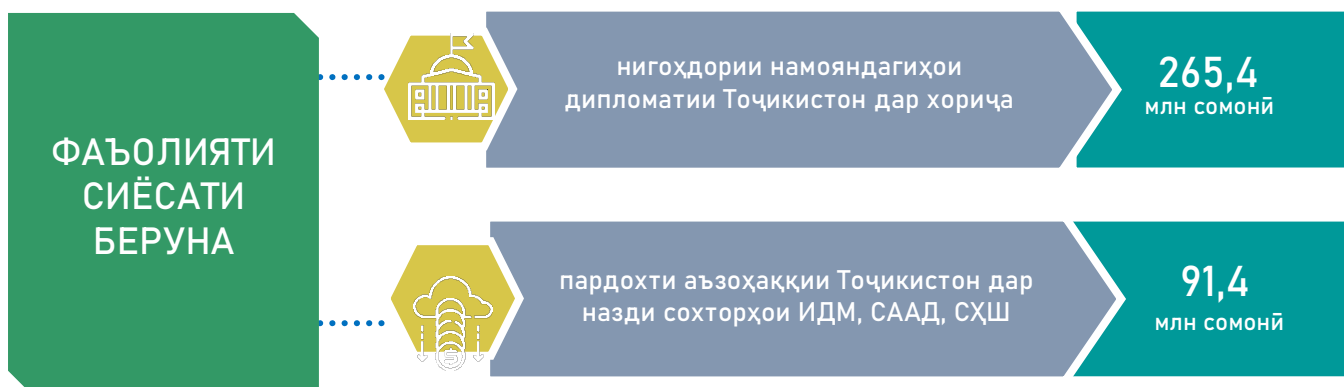 ФАЪОЛИЯТИ
СИЁСАТИ
БЕРУНА
нигоҳдории намояндагиҳои
дипломатии Тоҷикистон дар хориҷа
265,4
млн сомонӣ
пардохти аъзоҳаққии Тоҷикистон дар
назди сохторҳои ИДМ, СААД, СҲШ
91,4
млн сомонӣ